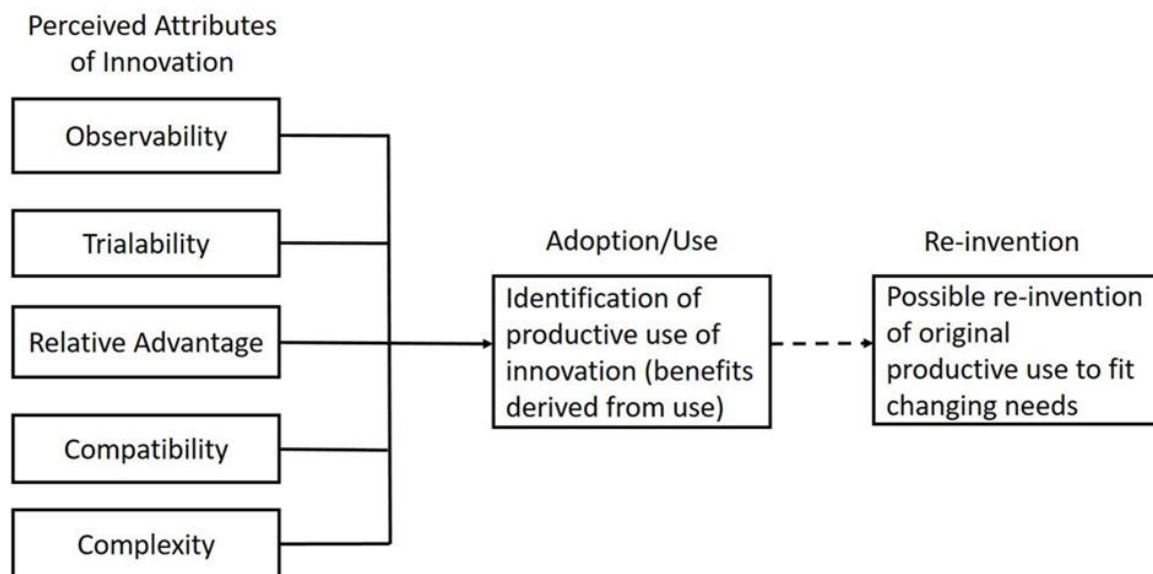 Perceived Attributes
of Innovation
Observability
Trialability
Relative Advantage
Compatibility
Complexity
Adoption/Use
Identification of
productive use of
innovation (benefits
derived from use)
Re-invention
Possible re-invention
of original
productive use to fit
changing needs